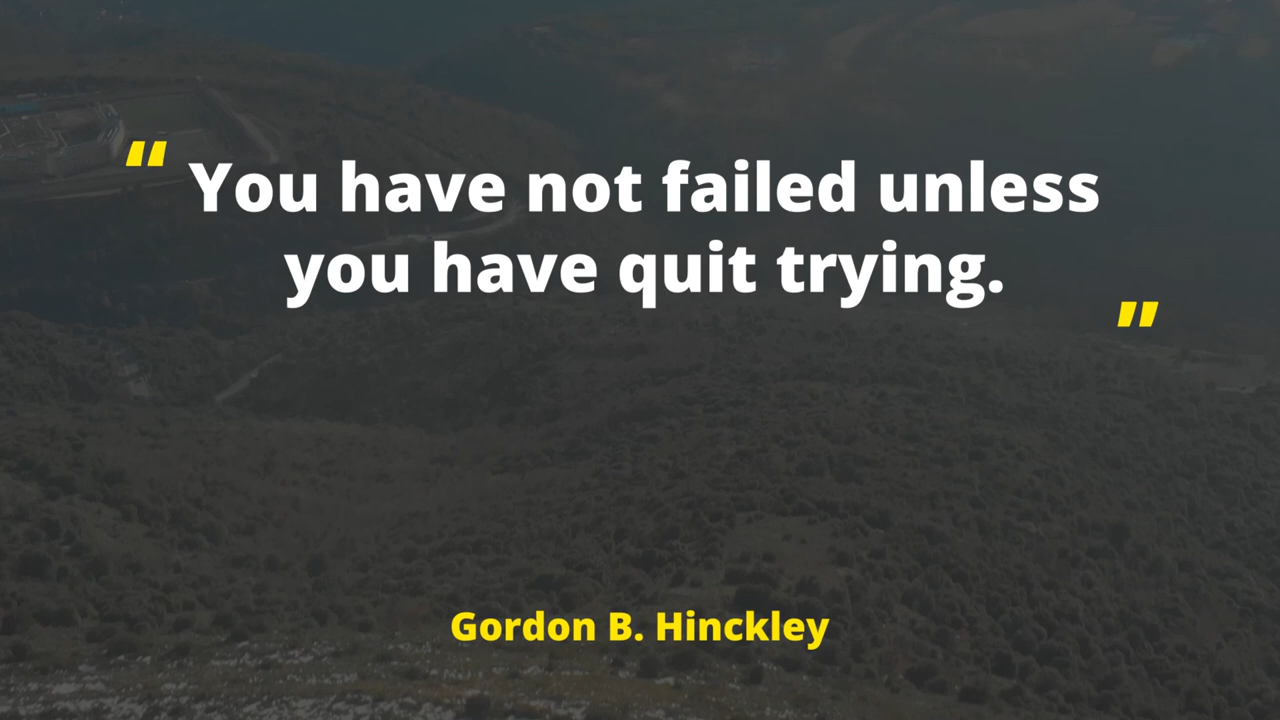 “ You have not failed unless
you have quit trying. ”
Gordon B. Hinckley